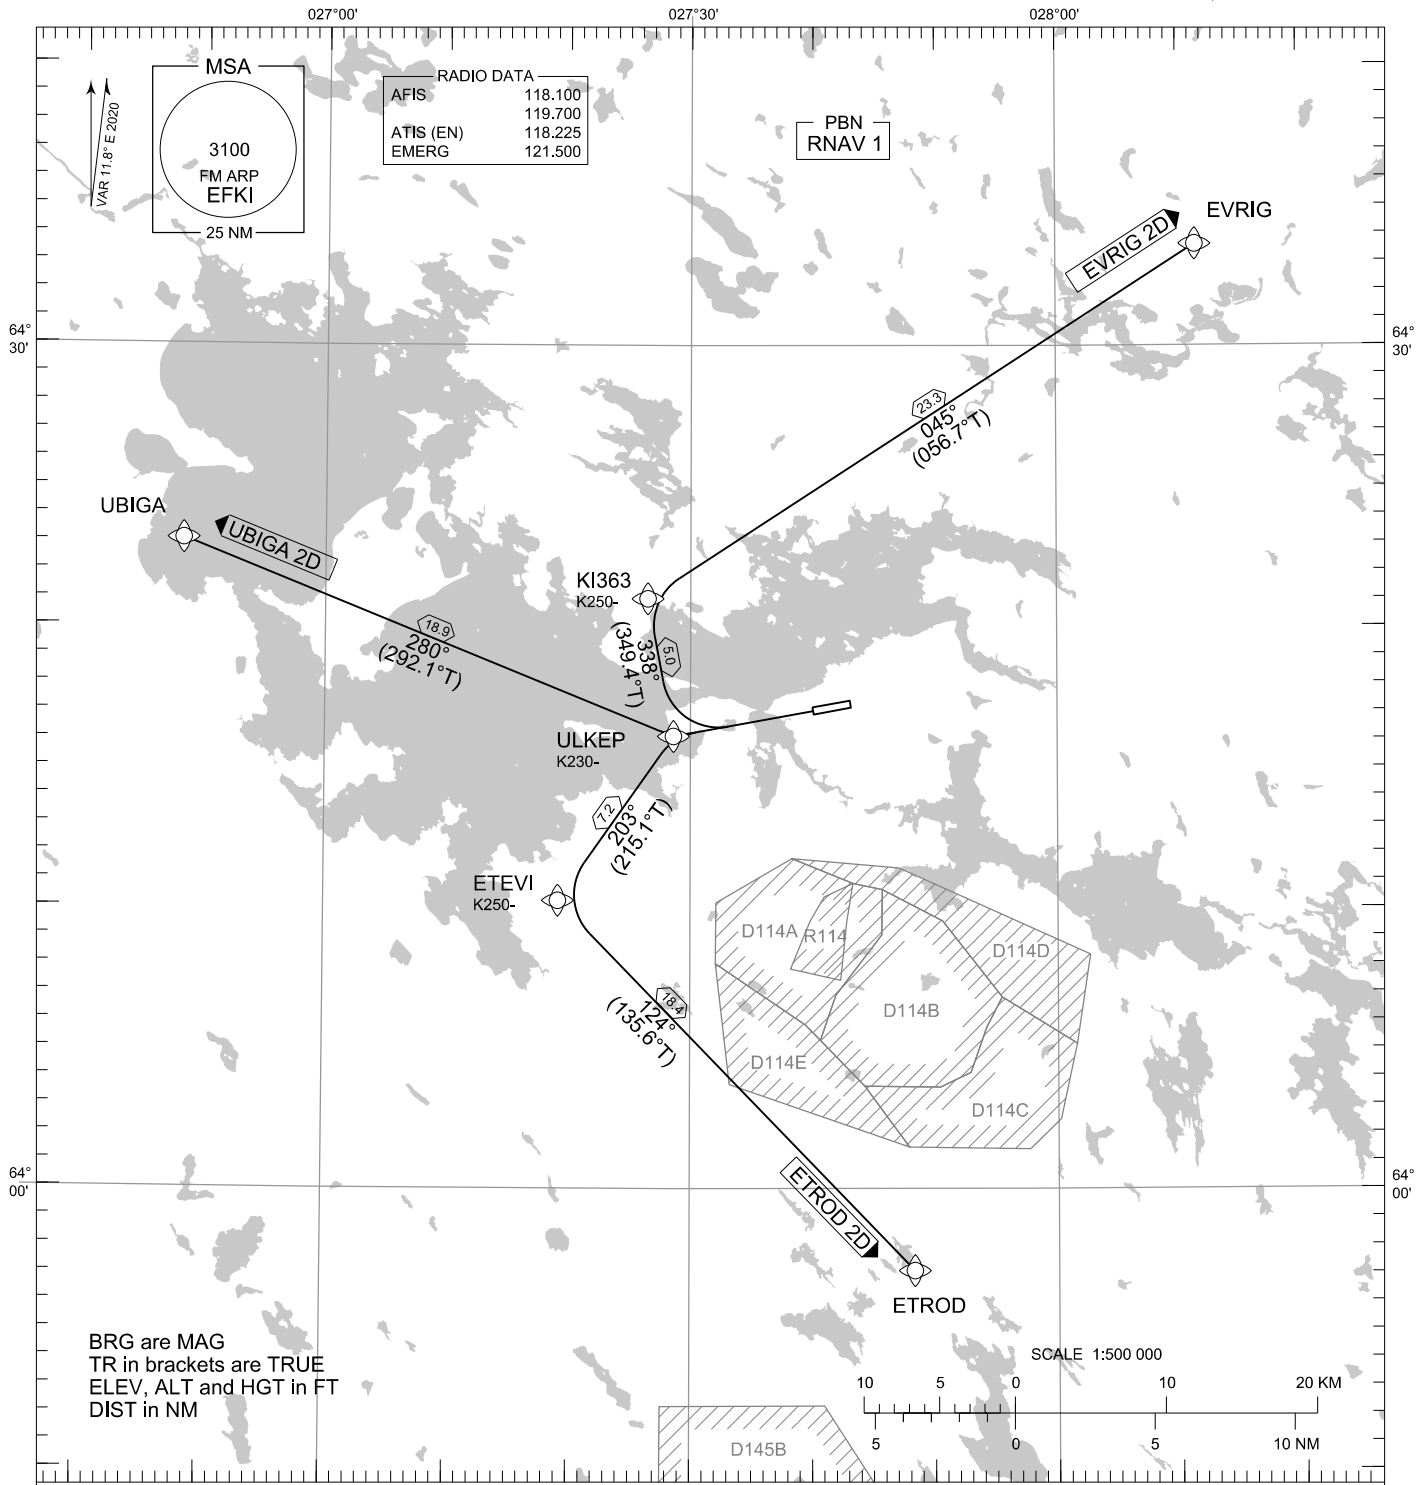 027°00'
027°30'
028°00'
MSA
3100
FM ARP
EFKI
25 NM
VAR 11.8° E 2020
RADIO DATA
AFIS 118.100
119.700
ATIS (EN) 118.225
EMERG 121.500
PBN
RNAV 1
EVRIG
EVRIG 2D
64°
30'
64°
30'
23.3
045°
(056.7°T)
UBIGA
UBIGA 2D
18.9
280°
(292.1°T)
KI363
K250-
5.0
338°
(349.4°T)
ULKEP
K230-
7.2
203°
(215.1°T)
ETEVI
K250-
D114A
R114
D114D
D114B
D114E
D114C
18.4
124°
(135.6°T)
64°
00'
64°
00'
ETROD 2D
ETROD
BRG are MAG
TR in brackets are TRUE
ELEV, ALT and HGT in FT
DIST in NM
SCALE 1:500 000
10 5 0 10 20 KM
5 0 5 10 NM
D145B